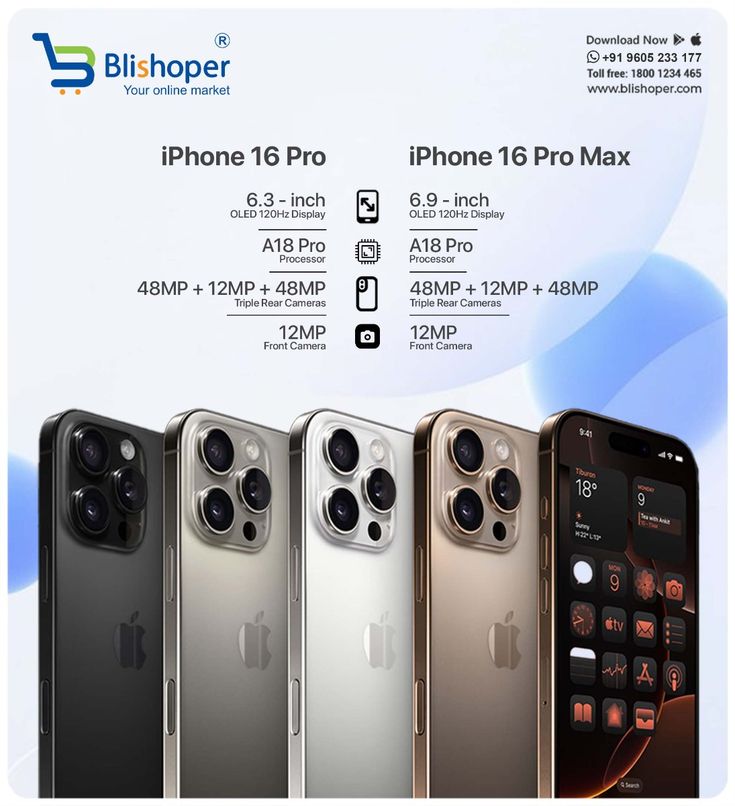 Blishoper ®
Your online market
Download Now
+91 9605 233 177
Toll free: 1800 1234 465
www.blishoper.com
iPhone 16 Pro
iPhone 16 Pro Max
6.3 - inch
OLED 120Hz Display
6.9 - inch
OLED 120Hz Display
A18 Pro
Processor
A18 Pro
Processor
48MP + 12MP + 48MP
Triple Rear Cameras
48MP + 12MP + 48MP
Triple Rear Cameras
12MP
Front Camera
12MP
Front Camera
9:41
Tiburon
18°
Sunny
H:22° L:13°
MONDAY
9
Tea with Ankit
MON
9
tv
Search